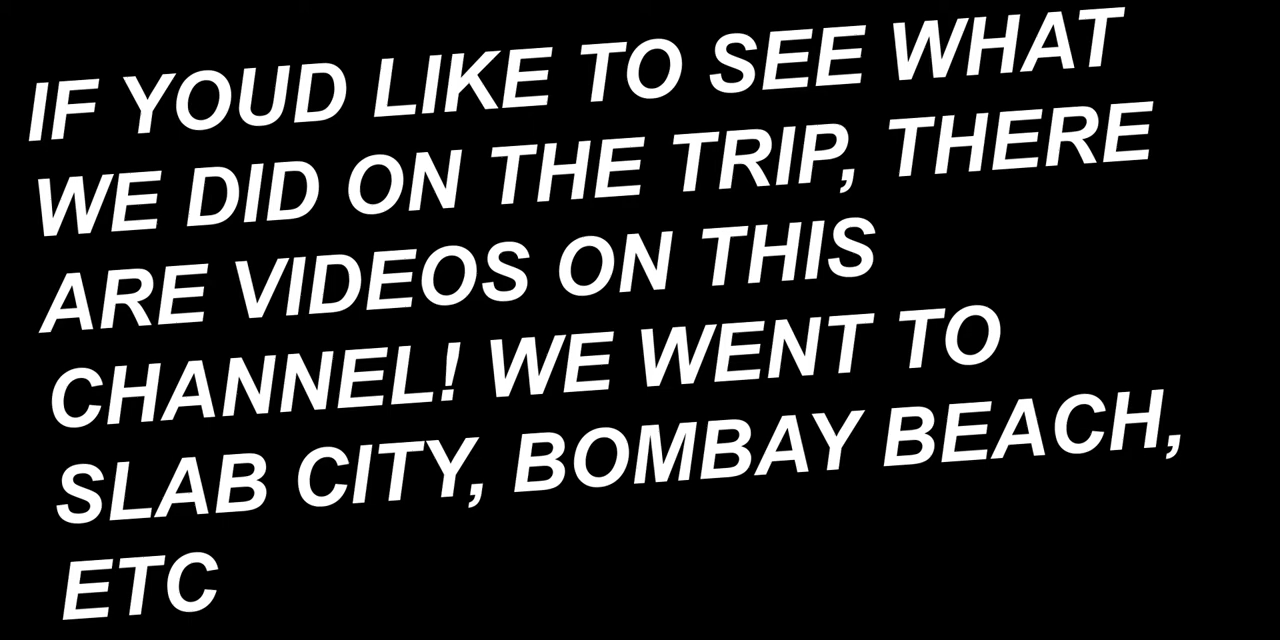 IF YOUD LIKE TO SEE WHAT
WE DID ON THE TRIP, THERE
ARE VIDEOS ON THIS
CHANNEL! WE WENT TO
SLAB CITY, BOMBAY BEACH,
ETC